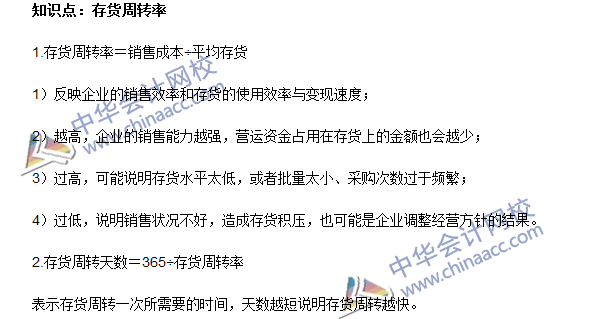 知识点：存货周转率
1.存货周转率＝销售成本÷平均存货
1）反映企业的销售效率和存货的使用效率与变现速度；
2）越高，企业的销售能力越强，营运资金占用在存货上的金额也会越少；
3）过高，可能说明存货水平太低，或者批量太小、采购次数过于频繁；
4）过低，说明销售状况不好，造成存货积压，也可能是企业调整经营方针的结果。
2.存货周转天数＝365÷存货周转率
表示存货周转一次所需要的时间，天数越短说明存货周转越快。
中华会计网校
www.chinaacc.com
中华会计网校
www.chinaacc.com